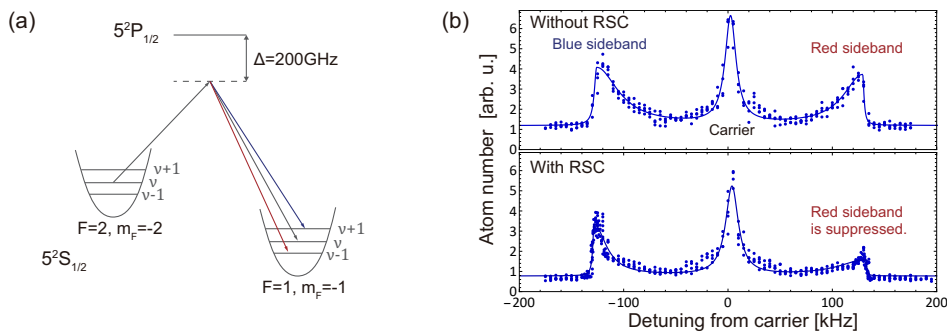 (a)
5²P₁/₂
Δ=200GHz
ν+1
ν
ν-1
F=2, m_F=-2
ν+1
ν
ν-1
F=1, m_F=-1
5²S₁/₂
(b)
Without RSC
Blue sideband
Red sideband
Carrier
6
5
4
3
2
1
With RSC
Red sideband
is suppressed.
6
5
4
3
2
1
0
Atom number [arb. u.]
−200 −100 0 100 200
Detuning from carrier [kHz]